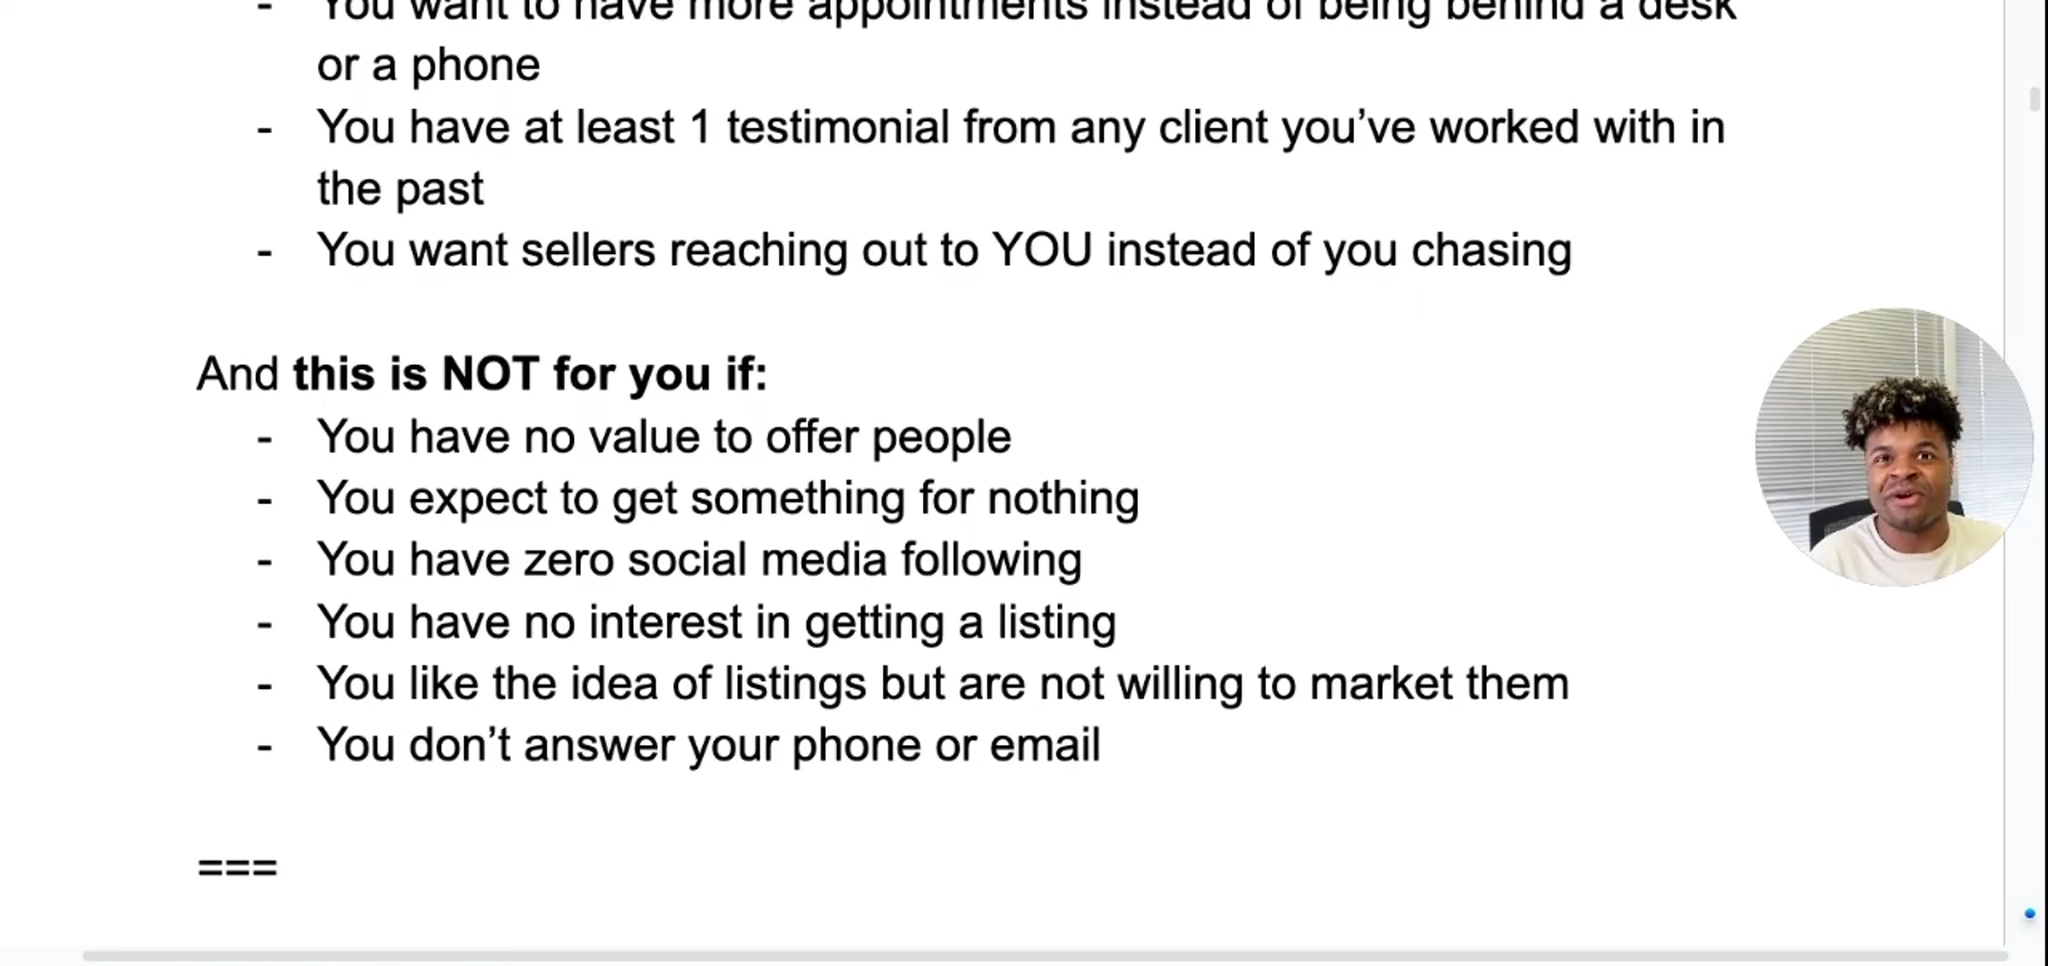 - You want to have more appointments instead of being behind a desk
or a phone
- You have at least 1 testimonial from any client you’ve worked with in
the past
- You want sellers reaching out to YOU instead of you chasing
And this is NOT for you if:
- You have no value to offer people
- You expect to get something for nothing
- You have zero social media following
- You have no interest in getting a listing
- You like the idea of listings but are not willing to market them
- You don’t answer your phone or email
===